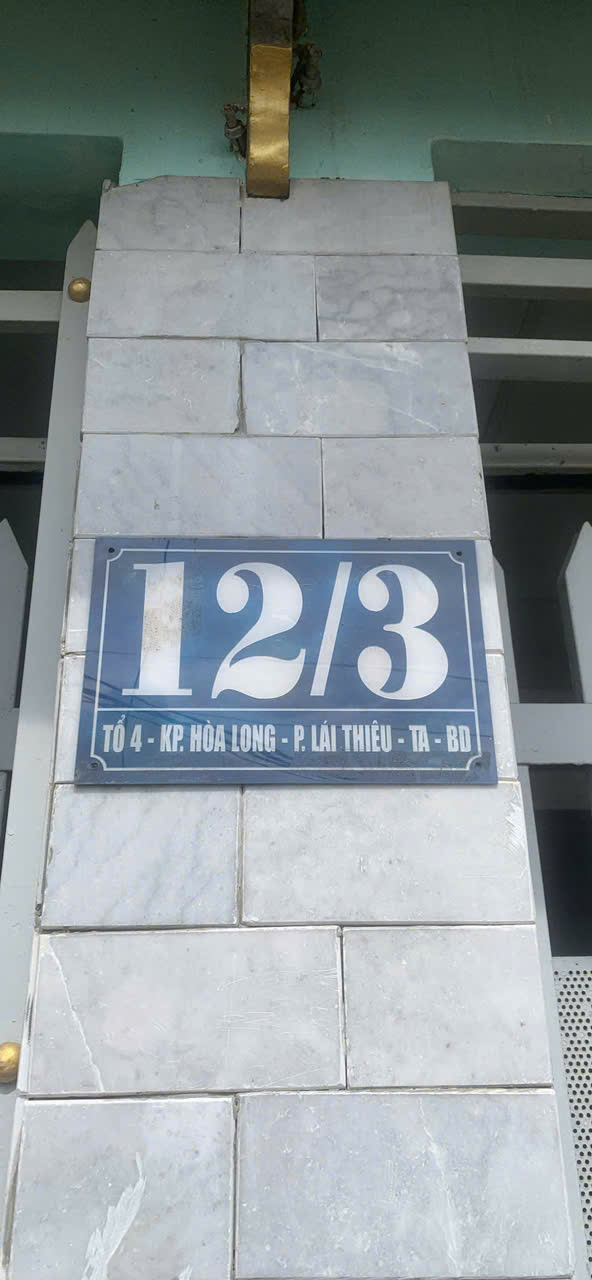 12/3
TỔ 4 - KP. HÒA LONG - P. LÁI THIÊU - TA - BD